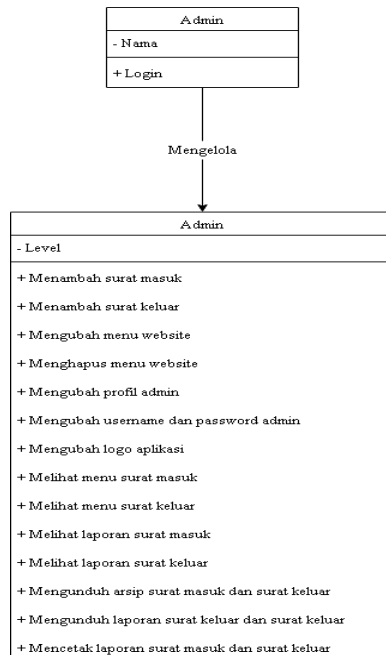 Admin
- Nama
+ Login
Mengelola
Admin
- Level
+ Menambah surat masuk
+ Menambah surat keluar
+ Mengubah menu website
+ Menghapus menu website
+ Mengubah profil admin
+ Mengubah username dan password admin
+ Mengubah logo aplikasi
+ Melihat menu surat masuk
+ Melihat menu surat keluar
+ Melihat laporan surat masuk
+ Melihat laporan surat keluar
+ Mengunduh arsip surat masuk dan surat keluar
+ Mengunduh laporan surat keluar dan surat keluar
+ Mencetak laporan surat masuk dan surat keluar